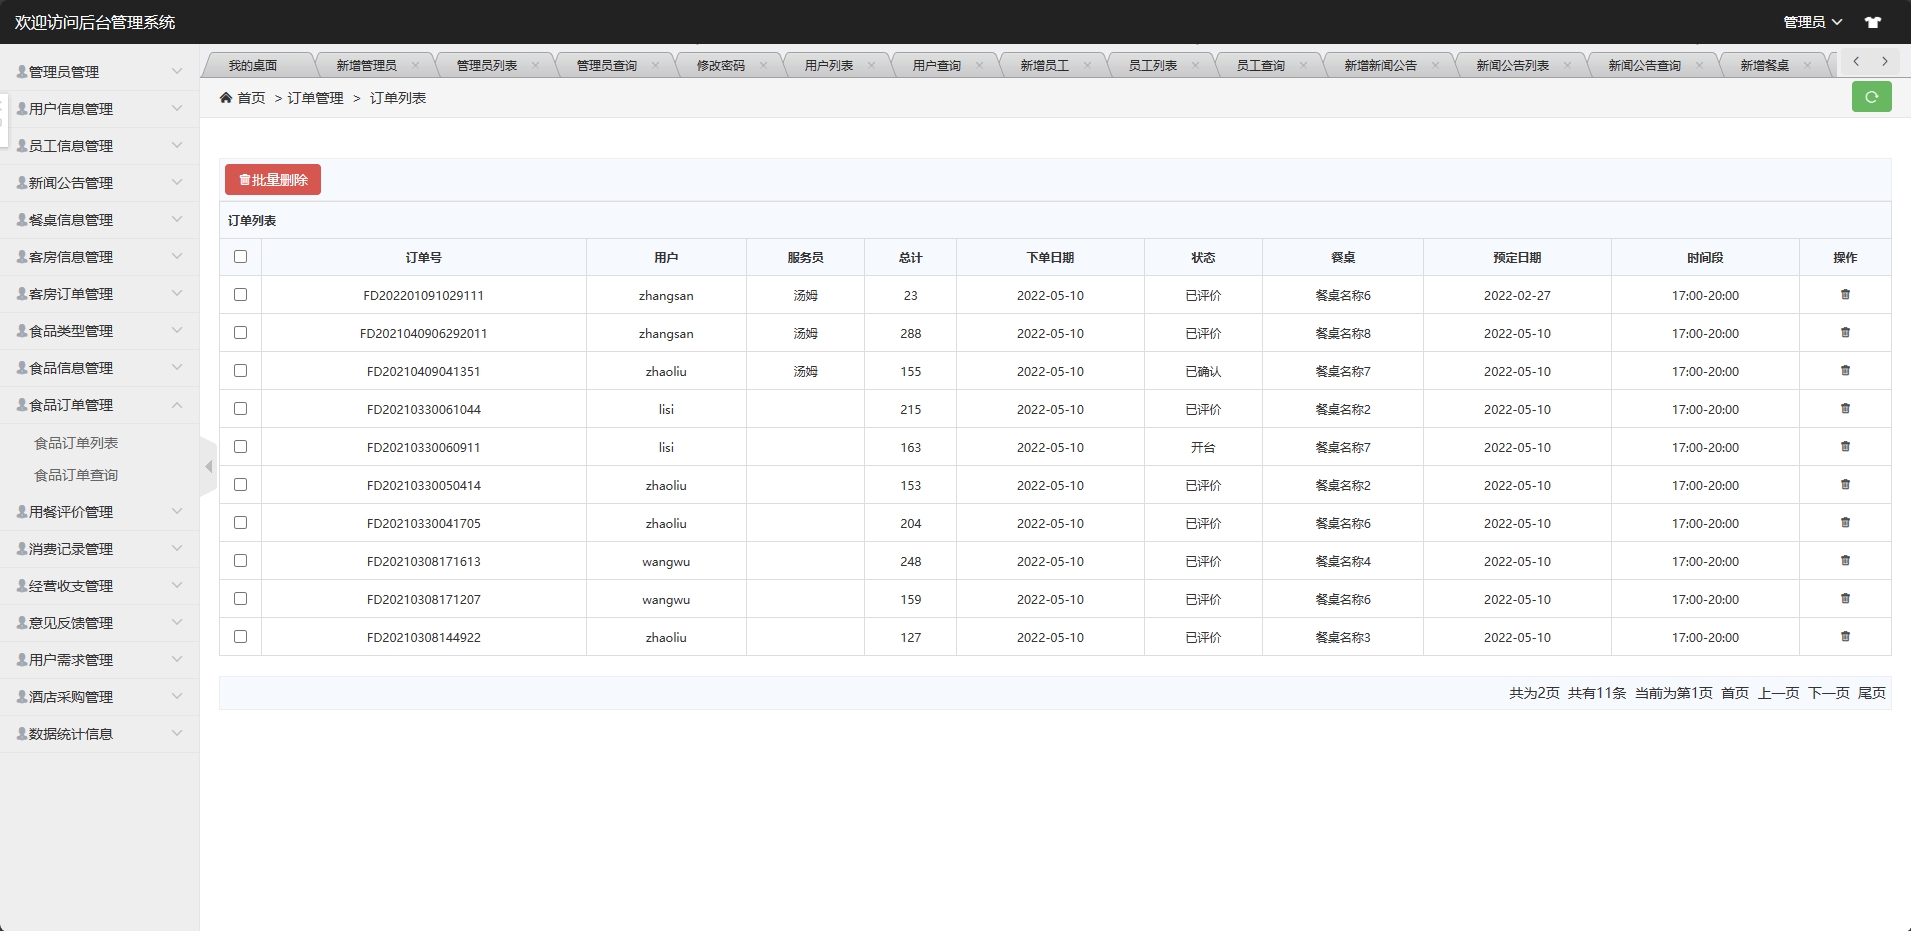 欢迎访问后台管理系统
管理员
我的桌面 新增管理员 管理员列表 管理员查询 修改密码 用户列表 用户查询 新增员工 员工列表 员工查询 新增新闻公告 新闻公告列表 新闻公告查询 新增餐桌
首页 > 订单管理 > 订单列表
管理员管理
用户信息管理
员工信息管理
新闻公告管理
餐桌信息管理
客房信息管理
客房订单管理
食品类型管理
食品信息管理
食品订单管理
食品订单列表
食品订单查询
用餐评价管理
消费记录管理
经营收支管理
意见反馈管理
用户需求管理
酒店采购管理
数据统计信息
批量删除
订单列表
订单号 用户 服务员 总计 下单日期 状态 餐桌 预定日期 时间段 操作
FD202201091029111 zhangsan 汤姆 23 2022-05-10 已评价 餐桌名称6 2022-02-27 17:00-20:00
FD2021040906292011 zhangsan 汤姆 288 2022-05-10 已评价 餐桌名称8 2022-05-10 17:00-20:00
FD20210409041351 zhaoliu 汤姆 155 2022-05-10 已确认 餐桌名称7 2022-05-10 17:00-20:00
FD20210330061044 lisi 215 2022-05-10 已评价 餐桌名称2 2022-05-10 17:00-20:00
FD20210330060911 lisi 163 2022-05-10 开台 餐桌名称7 2022-05-10 17:00-20:00
FD20210330050414 zhaoliu 153 2022-05-10 已评价 餐桌名称2 2022-05-10 17:00-20:00
FD20210330041705 zhaoliu 204 2022-05-10 已评价 餐桌名称6 2022-05-10 17:00-20:00
FD20210308171613 wangwu 248 2022-05-10 已评价 餐桌名称4 2022-05-10 17:00-20:00
FD20210308171207 wangwu 159 2022-05-10 已评价 餐桌名称6 2022-05-10 17:00-20:00
FD20210308144922 zhaoliu 127 2022-05-10 已评价 餐桌名称3 2022-05-10 17:00-20:00
共为2页 共有11条 当前为第1页 首页 上一页 下一页 尾页